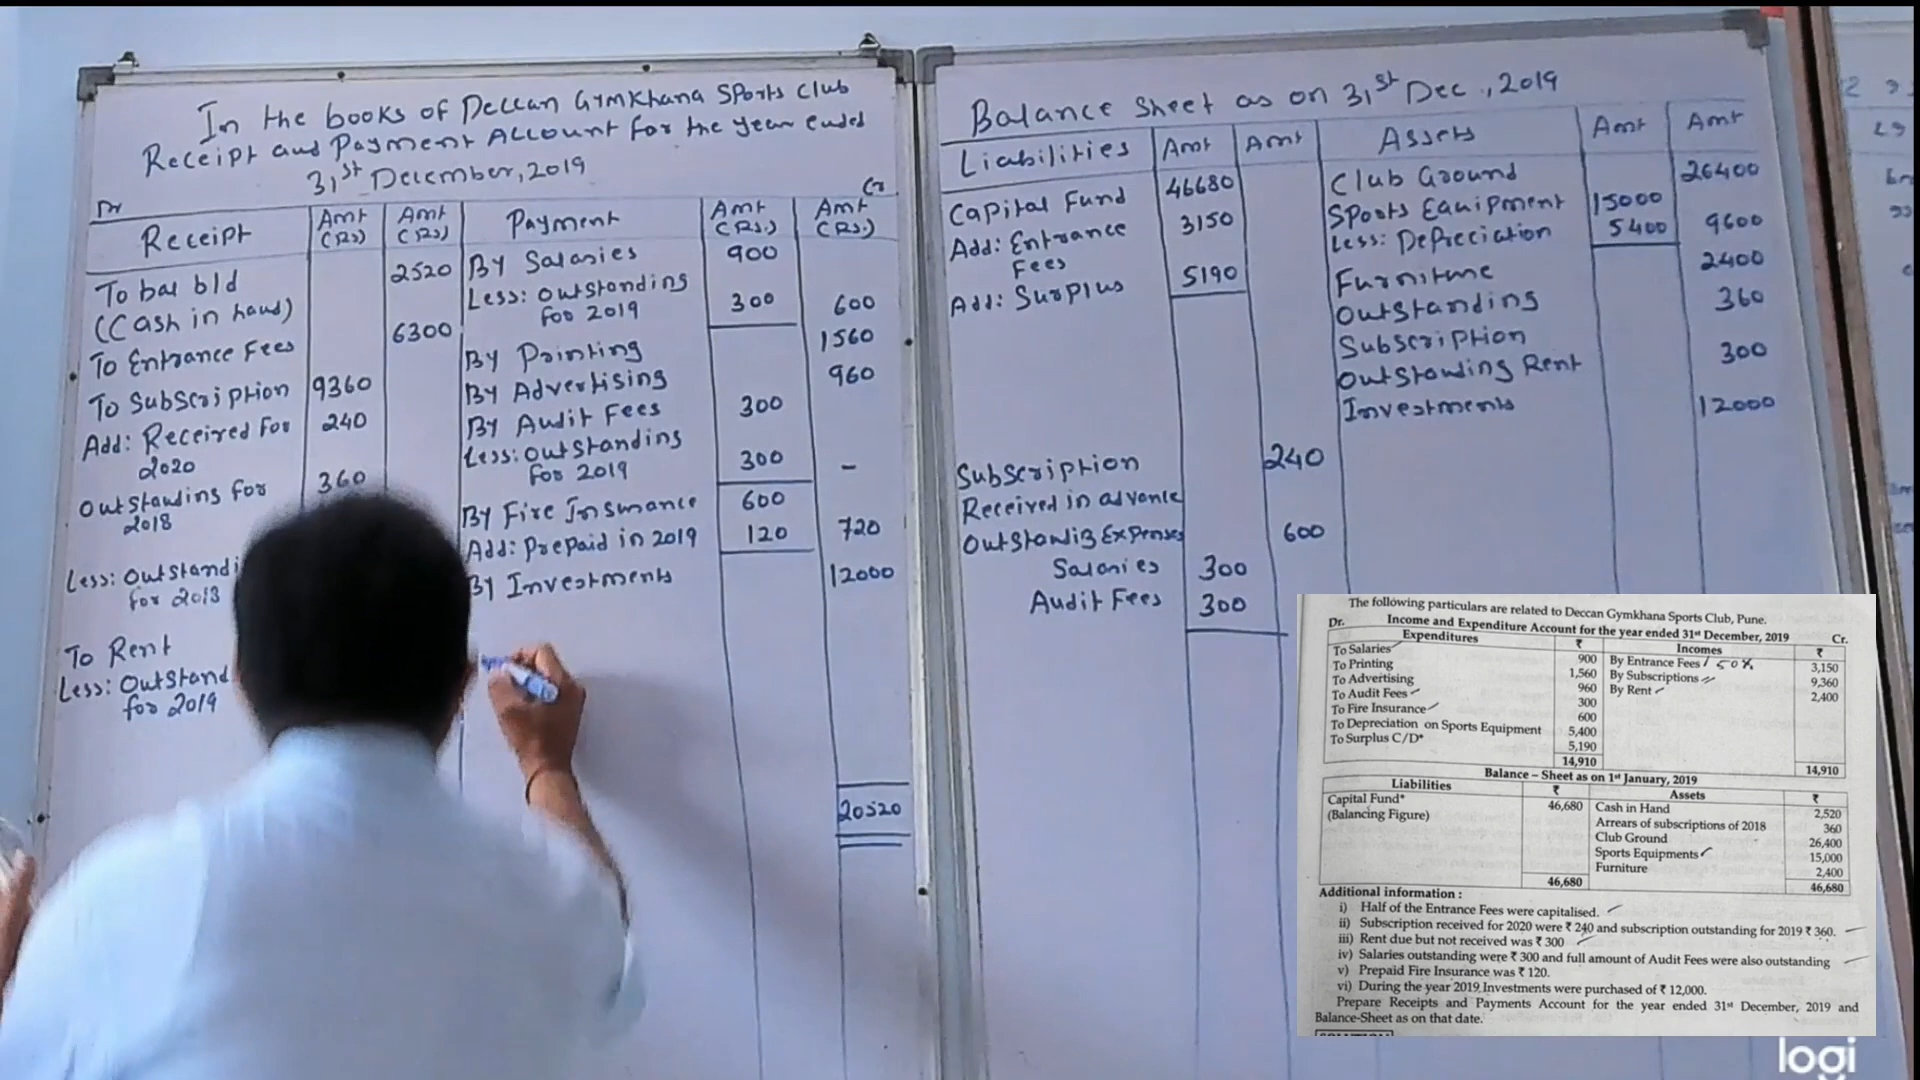 In the books of Deccan Gymkhana Sports Club
Receipt and Payment Account for the year ended
31st December, 2019
Dr Cr
Receipt Amt (Rs) Amt (Rs) Payment Amt (Rs.) Amt (Rs.)
To bal b/d 2520 By Salaries 900
(Cash in hand) Less: Outstanding for 2019 300 600
To Entrance Fees 6300 By Printing 1560
To Subscription 9360 By Advertising 960
Add: Received for 2020 240 By Audit Fees 300
Less: Outstanding for 2019 300 -
Outstanding for 2018 360 By Fire Insurance 600
Add: Prepaid in 2019 120 720
Less: Outstandi
for 201
By Investments 12000
To Rent
Less: Outstand
for 2019
20520
Balance Sheet as on 31st Dec., 2019
Liabilities Amt Amt Assets Amt Amt
Capital Fund 46680 Club Ground 26400
Add: Entrance Fees 3150 Sports Equipment 15000
Less: Depreciation 5400 9600
Add: Surplus 5190 Furniture 2400
Outstanding Subscription 360
Outstanding Rent 300
Investments 12000
Subscription 240
Received in advance
Outstandig Expenses 600
Salaries 300
Audit Fees 300
The following particulars are related to Deccan Gymkhana Sports Club, Pune.
Dr. Income and Expenditure Account for the year ended 31st December, 2019 Cr.
Expenditures ₹ Incomes ₹
To Salaries 900 By Entrance Fees / 50% 3,150
To Printing 1,560 By Subscriptions 9,360
To Advertising 960 By Rent 2,400
To Audit Fees 300
To Fire Insurance 600
To Depreciation on Sports Equipment 5,400
To Surplus C/D* 5,190
14,910 14,910
Balance – Sheet as on 1st January, 2019
Liabilities ₹ Assets ₹
Capital Fund* 46,680 Cash in Hand 2,520
(Balancing Figure) Arrears of subscriptions of 2018 360
Club Ground 26,400
Sports Equipments 15,000
Furniture 2,400
46,680 46,680
Additional information :
i) Half of the Entrance Fees were capitalised.
ii) Subscription received for 2020 were ₹ 240 and subscription outstanding for 2019 ₹ 360.
iii) Rent due but not received was ₹ 300
iv) Salaries outstanding were ₹ 300 and full amount of Audit Fees were also outstanding
v) Prepaid Fire Insurance was ₹ 120.
vi) During the year 2019 Investments were purchased of ₹ 12,000.
Prepare Receipts and Payments Account for the year ended 31st December, 2019 and
Balance-Sheet as on that date.
logi